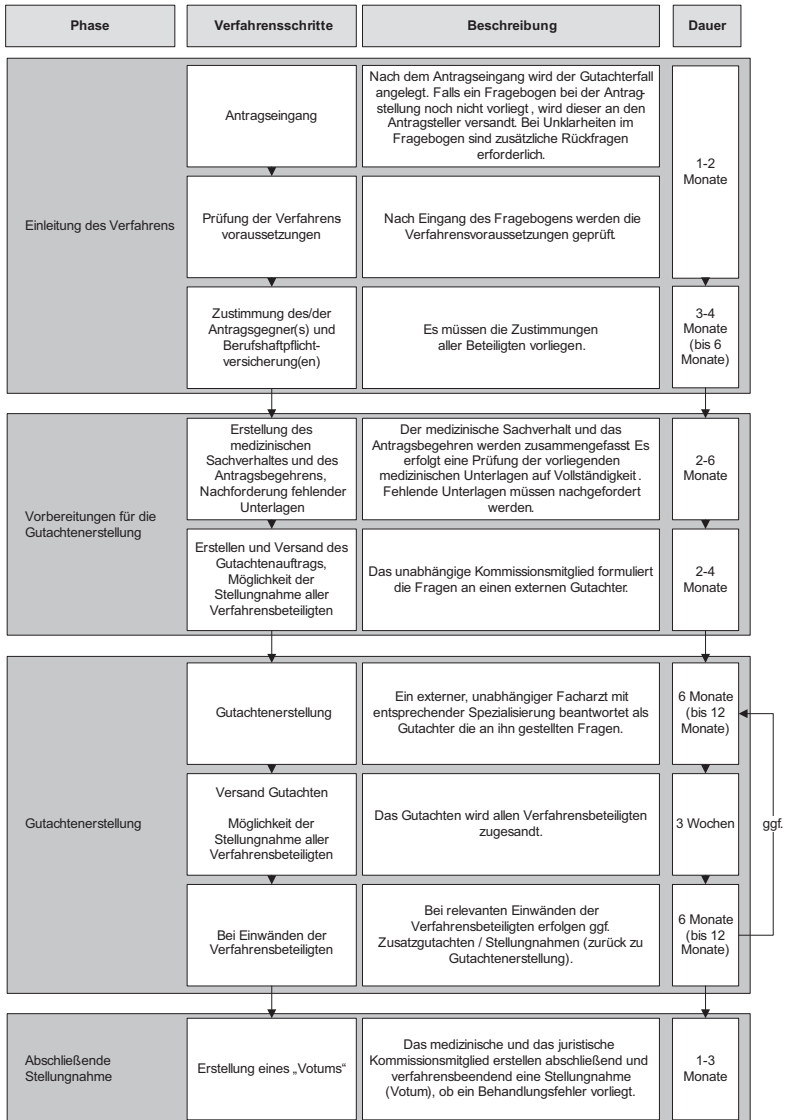 Phase
Verfahrensschritte
Beschreibung
Dauer
Einleitung des Verfahrens
Antragseingang
Nach dem Antragseingang wird der Gutachterfall
angelegt. Falls ein Fragebogen bei der Antrag-
stellung noch nicht vorliegt , wird dieser an den
Antragsteller versandt. Bei Unklarheiten im
Fragebogen sind zusätzliche Rückfragen
erforderlich.
1-2
Monate
Prüfung der Verfahrens
voraussetzungen
Nach Eingang des Fragebogens werden die
Verfahrensvoraussetzungen geprüft.
Zustimmung des/der
Antragsgegner(s) und
Berufshaftpflicht-
versicherung(en)
Es müssen die Zustimmungen
aller Beteiligten vorliegen.
3-4
Monate
(bis 6
Monate)
Vorbereitungen für die
Gutachtenerstellung
Erstellung des
medizinischen
Sachverhaltes und des
Antragsbegehrens,
Nachforderung fehlender
Unterlagen
Der medizinische Sachverhalt und das
Antragsbegehren werden zusammengefasst. Es
erfolgt eine Prüfung der vorliegenden
medizinischen Unterlagen auf Vollständigkeit .
Fehlende Unterlagen müssen nachgefordert
werden.
2-6
Monate
Erstellen und Versand des
Gutachtenauftrags,
Möglichkeit der
Stellungnahme aller
Verfahrensbeteiligten
Das unabhängige Kommissionsmitglied formuliert
die Fragen an einen externen Gutachter.
2-4
Monate
Gutachtenerstellung
Gutachtenerstellung
Ein externer, unabhängiger Facharzt mit
entsprechender Spezialisierung beantwortet als
Gutachter die an ihn gestellten Fragen.
6 Monate
(bis 12
Monate)
Versand Gutachten
Möglichkeit der
Stellungnahme aller
Verfahrensbeteiligten
Das Gutachten wird allen Verfahrensbeteiligten
zugesandt.
3 Wochen
ggf.
Bei Einwänden der
Verfahrensbeteiligten
Bei relevanten Einwänden der
Verfahrensbeteiligten erfolgen ggf.
Zusatzgutachten / Stellungnahmen (zurück zu
Gutachtenerstellung).
6 Monate
(bis 12
Monate)
Abschließende
Stellungnahme
Erstellung eines „Votums“
Das medizinische und das juristische
Kommissionsmitglied erstellen abschließend und
verfahrensbeendend eine Stellungnahme
(Votum), ob ein Behandlungsfehler vorliegt.
1-3
Monate